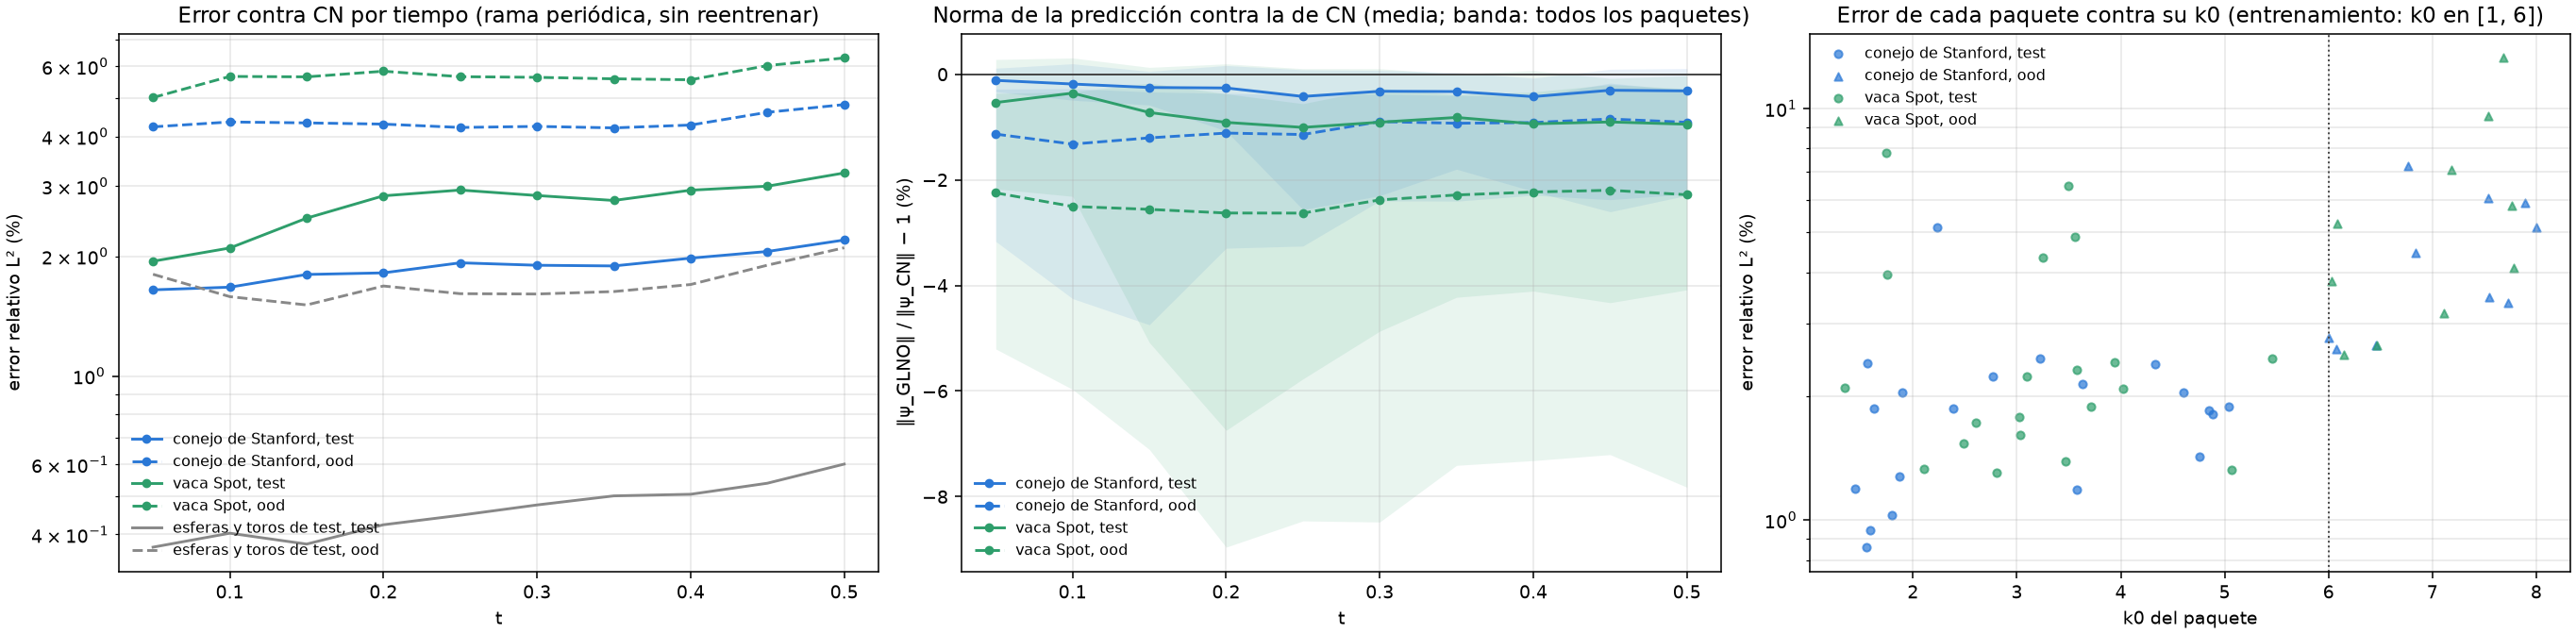 Error contra CN por tiempo (rama periódica, sin reentrenar)
error relativo L² (%)
6 × 10⁰
4 × 10⁰
3 × 10⁰
2 × 10⁰
10⁰
6 × 10⁻¹
4 × 10⁻¹
conejo de Stanford, test
conejo de Stanford, ood
vaca Spot, test
vaca Spot, ood
esferas y toros de test, test
esferas y toros de test, ood
0.1
0.2
0.3
0.4
0.5
t
Norma de la predicción contra la de CN (media; banda: todos los paquetes)
‖ψ_GLNO‖ / ‖ψ_CN‖ − 1 (%)
0
−2
−4
−6
−8
conejo de Stanford, test
conejo de Stanford, ood
vaca Spot, test
vaca Spot, ood
0.1
0.2
0.3
0.4
0.5
t
Error de cada paquete contra su k0 (entrenamiento: k0 en [1, 6])
error relativo L² (%)
10¹
10⁰
conejo de Stanford, test
conejo de Stanford, ood
vaca Spot, test
vaca Spot, ood
2
3
4
5
6
7
8
k0 del paquete